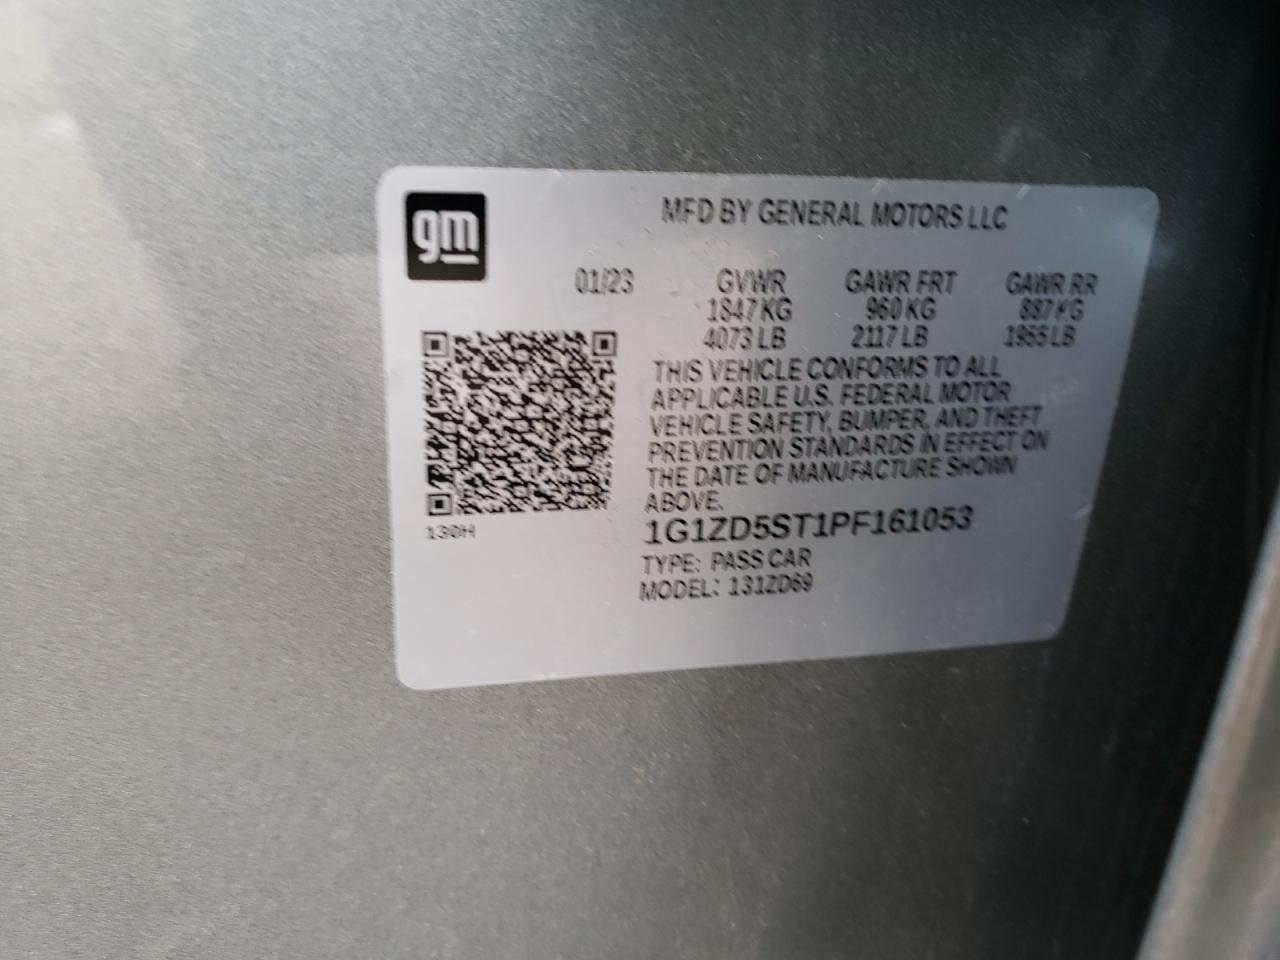 gm
MFD BY GENERAL MOTORS LLC
01/23 GVWR GAWR FRT GAWR RR
1847 KG 960 KG 887 KG
4073 LB 2117 LB 1955 LB
THIS VEHICLE CONFORMS TO ALL
APPLICABLE U.S. FEDERAL MOTOR
VEHICLE SAFETY, BUMPER, AND THEFT
PREVENTION STANDARDS IN EFFECT ON
THE DATE OF MANUFACTURE SHOWN
ABOVE.
130H
1G1ZD5ST1PF161053
TYPE: PASS CAR
MODEL: 131ZD69